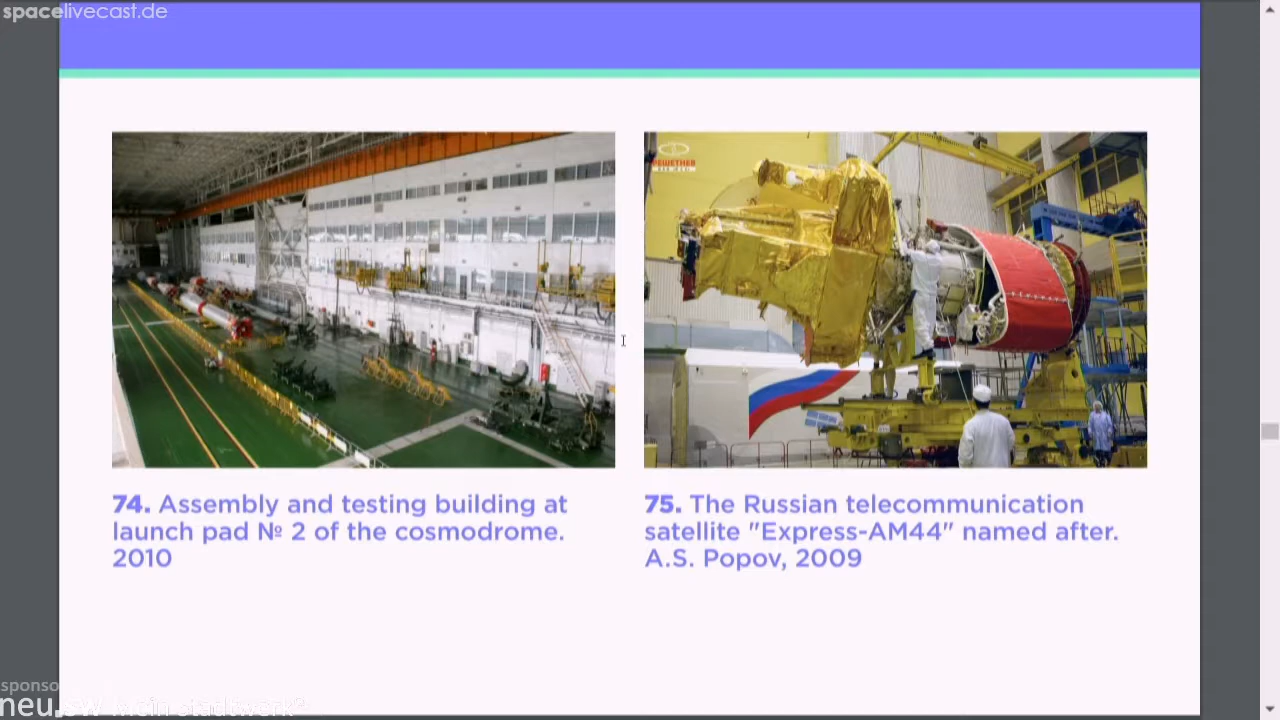 spacelivecast.de
74. Assembly and testing building at
launch pad № 2 of the cosmodrome.
2010
75. The Russian telecommunication
satellite "Express-AM44" named after.
A.S. Popov, 2009
sponso
neu.sw